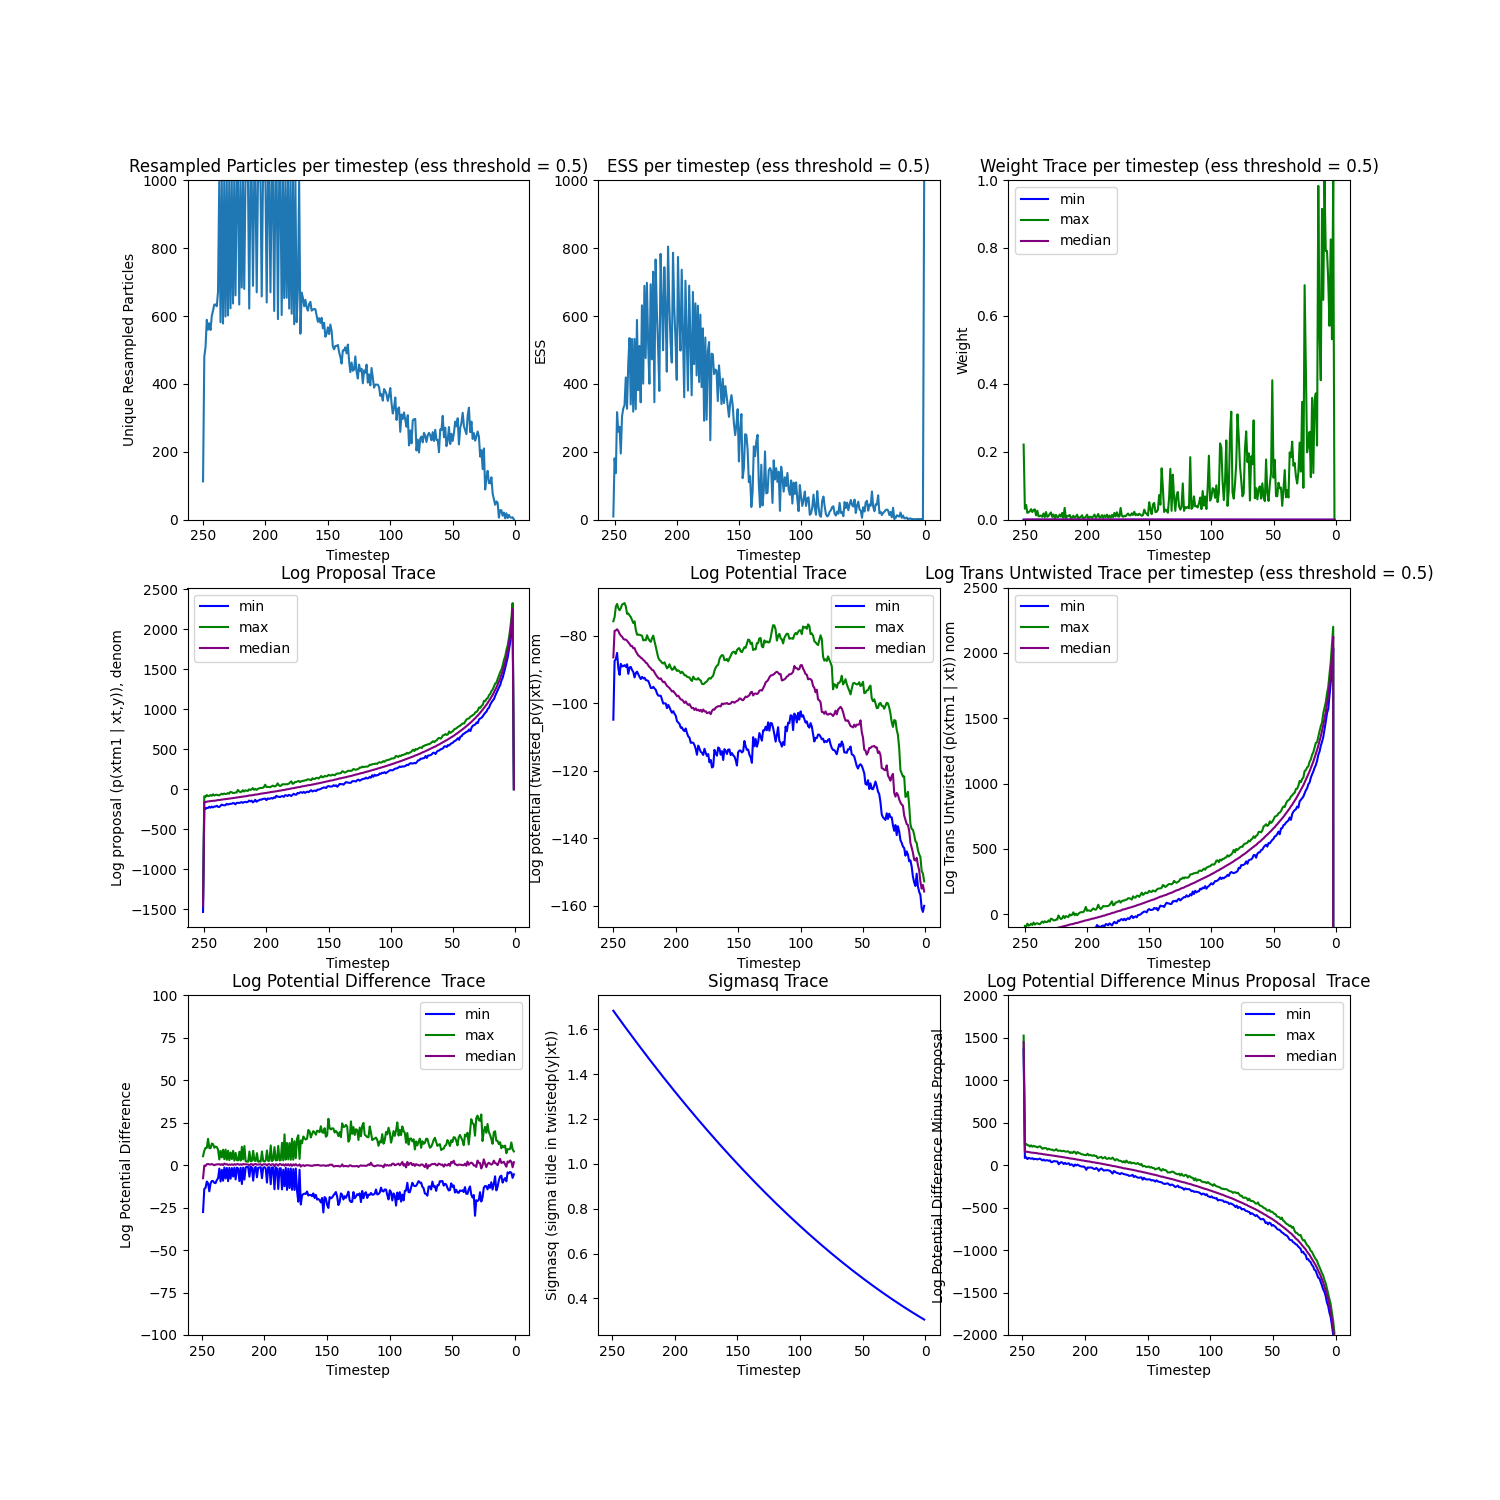 Resampled Particles per timestep (ess threshold = 0.5)
Unique Resampled Particles
1000
800
600
400
200
0
250 200 150 100 50 0
Timestep
ESS per timestep (ess threshold = 0.5)
ESS
1000
800
600
400
200
0
250 200 150 100 50 0
Timestep
Weight Trace per timestep (ess threshold = 0.5)
Weight
1.0
0.8
0.6
0.4
0.2
0.0
min
max
median
250 200 150 100 50 0
Timestep
Log Proposal Trace
Log proposal (p(xtm1 | xt,y)), denom
2500
2000
1500
1000
500
0
−500
−1000
−1500
min
max
median
250 200 150 100 50 0
Timestep
Log Potential Trace
Log potential (twisted_p(y|xt)), nom
−80
−100
−120
−140
−160
min
max
median
250 200 150 100 50 0
Timestep
Log Trans Untwisted Trace per timestep (ess threshold = 0.5)
Log Trans Untwisted (p(xtm1 | xt)) nom
2500
2000
1500
1000
500
0
min
max
median
250 200 150 100 50 0
Timestep
Log Potential Difference  Trace
Log Potential Difference
100
75
50
25
0
−25
−50
−75
−100
min
max
median
250 200 150 100 50 0
Timestep
Sigmasq Trace
Sigmasq (sigma tilde in twistedp(y|xt))
1.6
1.4
1.2
1.0
0.8
0.6
0.4
250 200 150 100 50 0
Timestep
Log Potential Difference Minus Proposal  Trace
Log Potential Difference Minus Proposal
2000
1500
1000
500
0
−500
−1000
−1500
−2000
min
max
median
250 200 150 100 50 0
Timestep